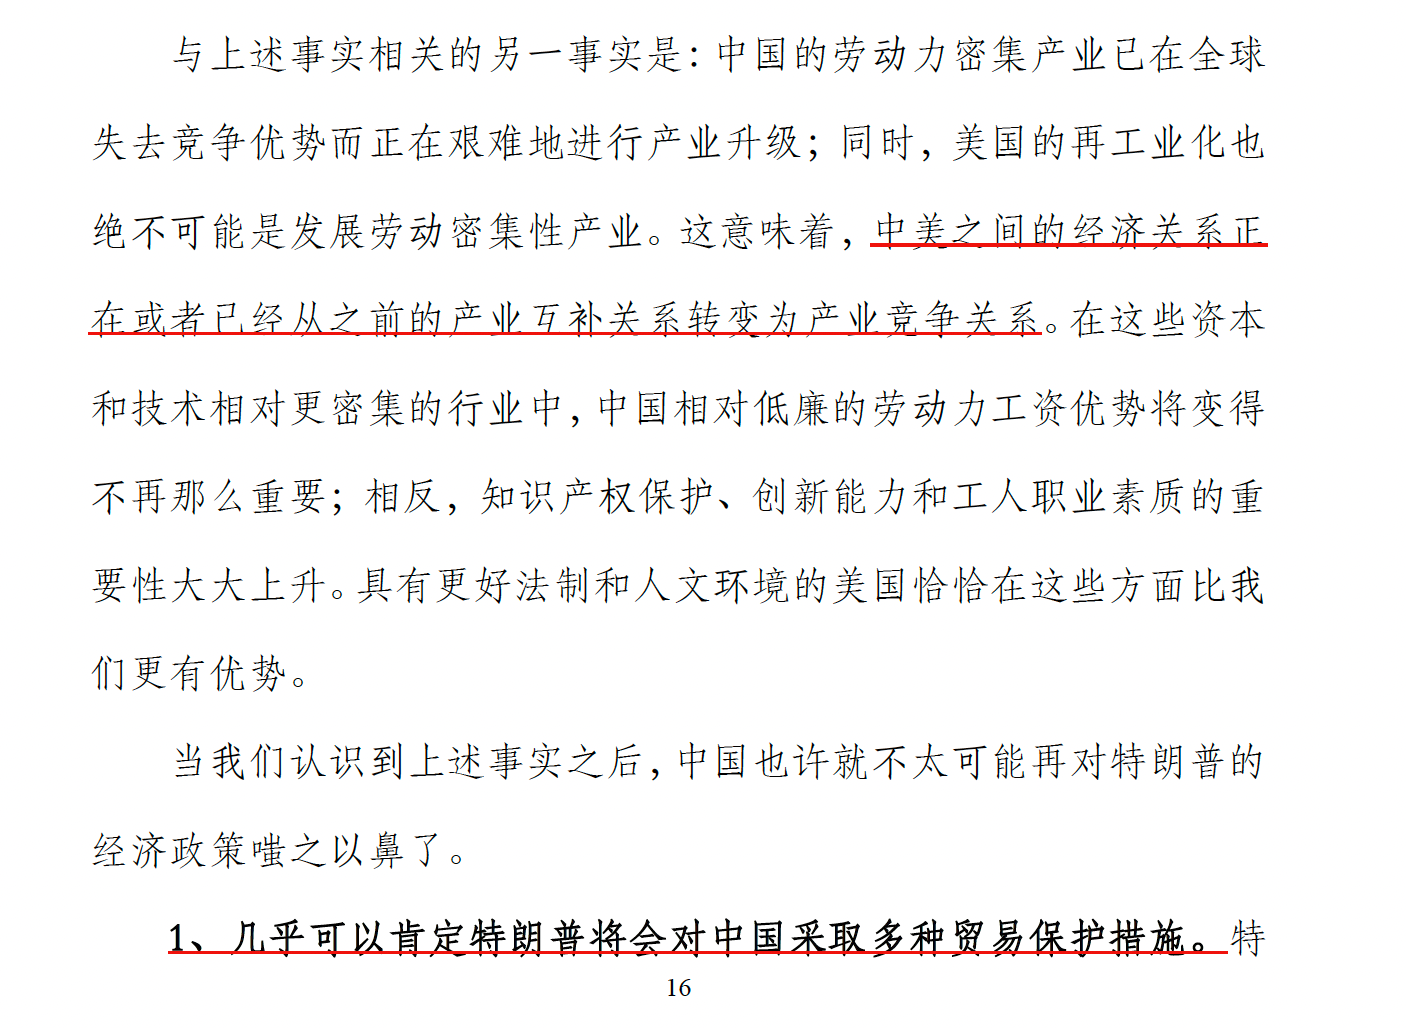 与上述事实相关的另一事实是：中国的劳动力密集产业已在全球
失去竞争优势而正在艰难地进行产业升级；同时，美国的再工业化也
绝不可能是发展劳动密集性产业。这意味着，中美之间的经济关系正
在或者已经从之前的产业互补关系转变为产业竞争关系。在这些资本
和技术相对更密集的行业中，中国相对低廉的劳动力工资优势将变得
不再那么重要；相反，知识产权保护、创新能力和工人职业素质的重
要性大大上升。具有更好法制和人文环境的美国恰恰在这些方面比我
们更有优势。
当我们认识到上述事实之后，中国也许就不太可能再对特朗普的
经济政策嗤之以鼻了。
1、几乎可以肯定特朗普将会对中国采取多种贸易保护措施。特
16